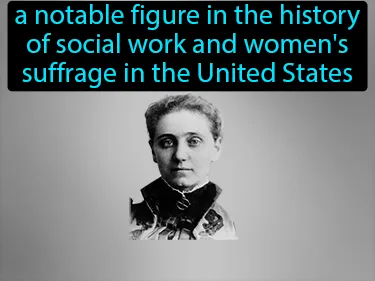 a notable figure in the history
of social work and women's
suffrage in the United States